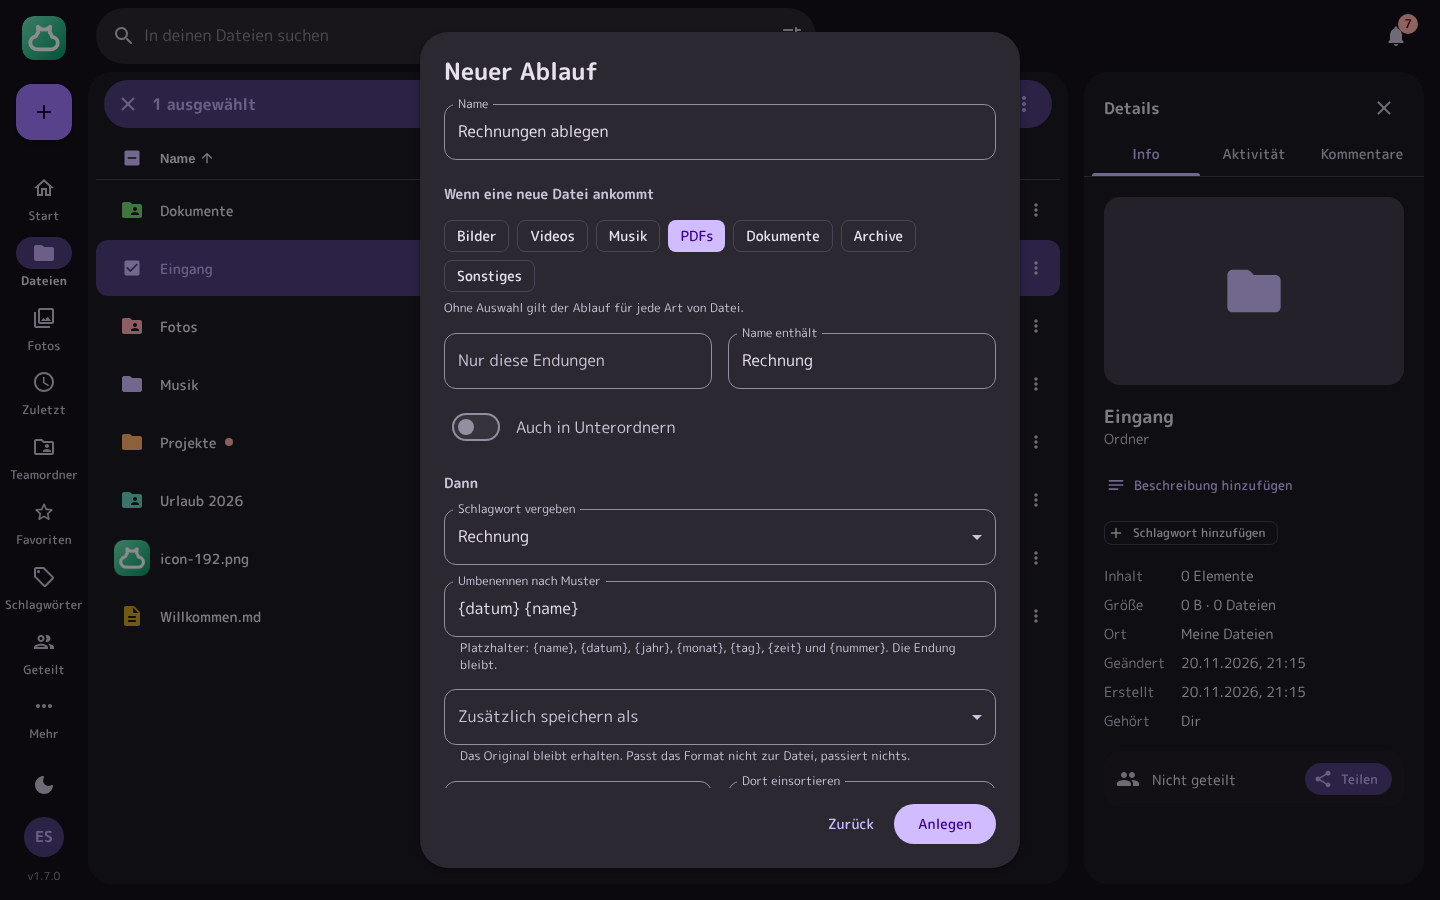 In deinen Dateien suchen
7
1 ausgewählt
Name
Start
Dateien
Fotos
Zuletzt
Teamordner
Favoriten
Schlagwörter
Geteilt
Mehr
ES
v1.7.0
Dokumente
Eingang
Fotos
Musik
Projekte
Urlaub 2026
icon-192.png
Willkommen.md
Neuer Ablauf
Name
Rechnungen ablegen
Wenn eine neue Datei ankommt
Bilder Videos Musik PDFs Dokumente Archive
Sonstiges
Ohne Auswahl gilt der Ablauf für jede Art von Datei.
Nur diese Endungen
Name enthält
Rechnung
Auch in Unterordnern
Dann
Schlagwort vergeben
Rechnung
Umbenennen nach Muster
{datum} {name}
Platzhalter: {name}, {datum}, {jahr}, {monat}, {tag}, {zeit} und {nummer}. Die Endung
bleibt.
Zusätzlich speichern als
Das Original bleibt erhalten. Passt das Format nicht zur Datei, passiert nichts.
Dort einsortieren
Zurück
Anlegen
Details
Info Aktivität Kommentare
Eingang
Ordner
Beschreibung hinzufügen
Schlagwort hinzufügen
Inhalt 0 Elemente
Größe 0 B · 0 Dateien
Ort Meine Dateien
Geändert 20.11.2026, 21:15
Erstellt 20.11.2026, 21:15
Gehört Dir
Nicht geteilt
Teilen